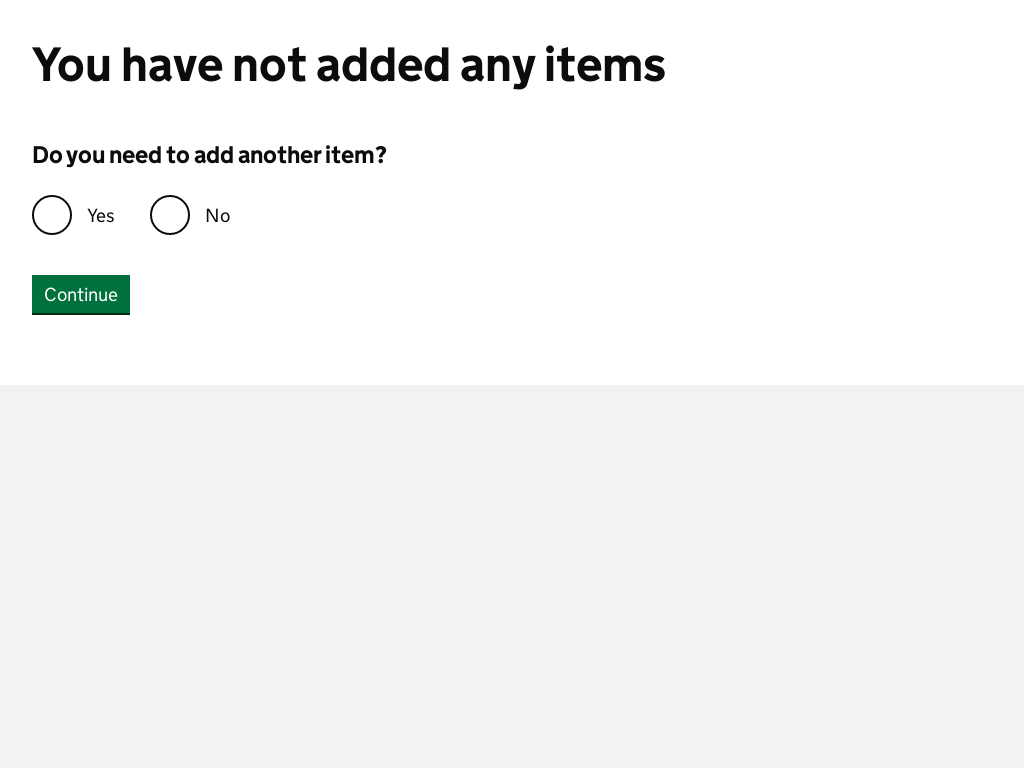 You have not added any items
Do you need to add another item?
Yes No
Continue